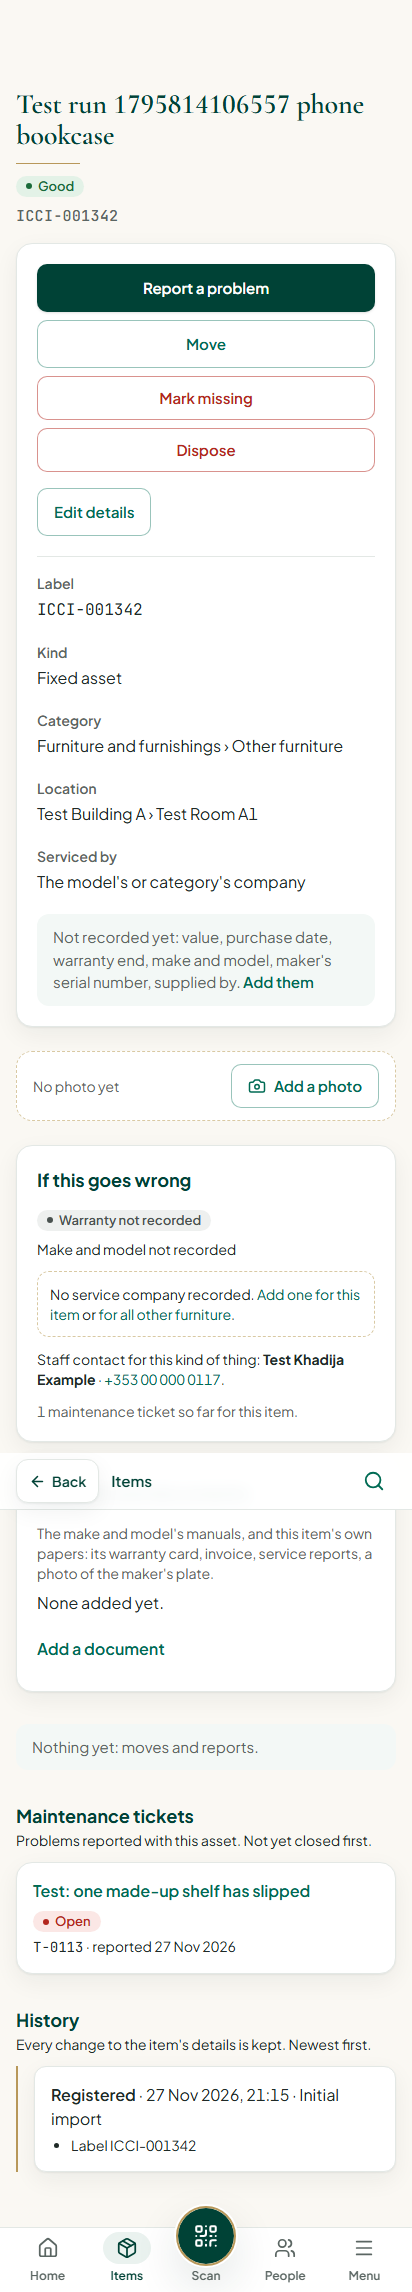 Test run 1795814106557 phone
bookcase
Good
ICCI-001342
Report a problem
Move
Mark missing
Dispose
Edit details
Label
ICCI-001342
Kind
Fixed asset
Category
Furniture and furnishings › Other furniture
Location
Test Building A › Test Room A1
Serviced by
The model's or category's company
Not recorded yet: value, purchase date,
warranty end, make and model, maker's
serial number, supplied by. Add them
No photo yet
Add a photo
If this goes wrong
Warranty not recorded
Make and model not recorded
No service company recorded. Add one for this
item or for all other furniture.
Staff contact for this kind of thing: Test Khadija
Example · +353 00 000 0117.
1 maintenance ticket so far for this item.
Back
Items
The make and model's manuals, and this item's own
papers: its warranty card, invoice, service reports, a
photo of the maker's plate.
None added yet.
Add a document
Nothing yet: moves and reports.
Maintenance tickets
Problems reported with this asset. Not yet closed first.
Test: one made-up shelf has slipped
Open
T-0113 · reported 27 Nov 2026
History
Every change to the item's details is kept. Newest first.
Registered · 27 Nov 2026, 21:15 · Initial
import
Label ICCI-001342
Home
Items
Scan
People
Menu